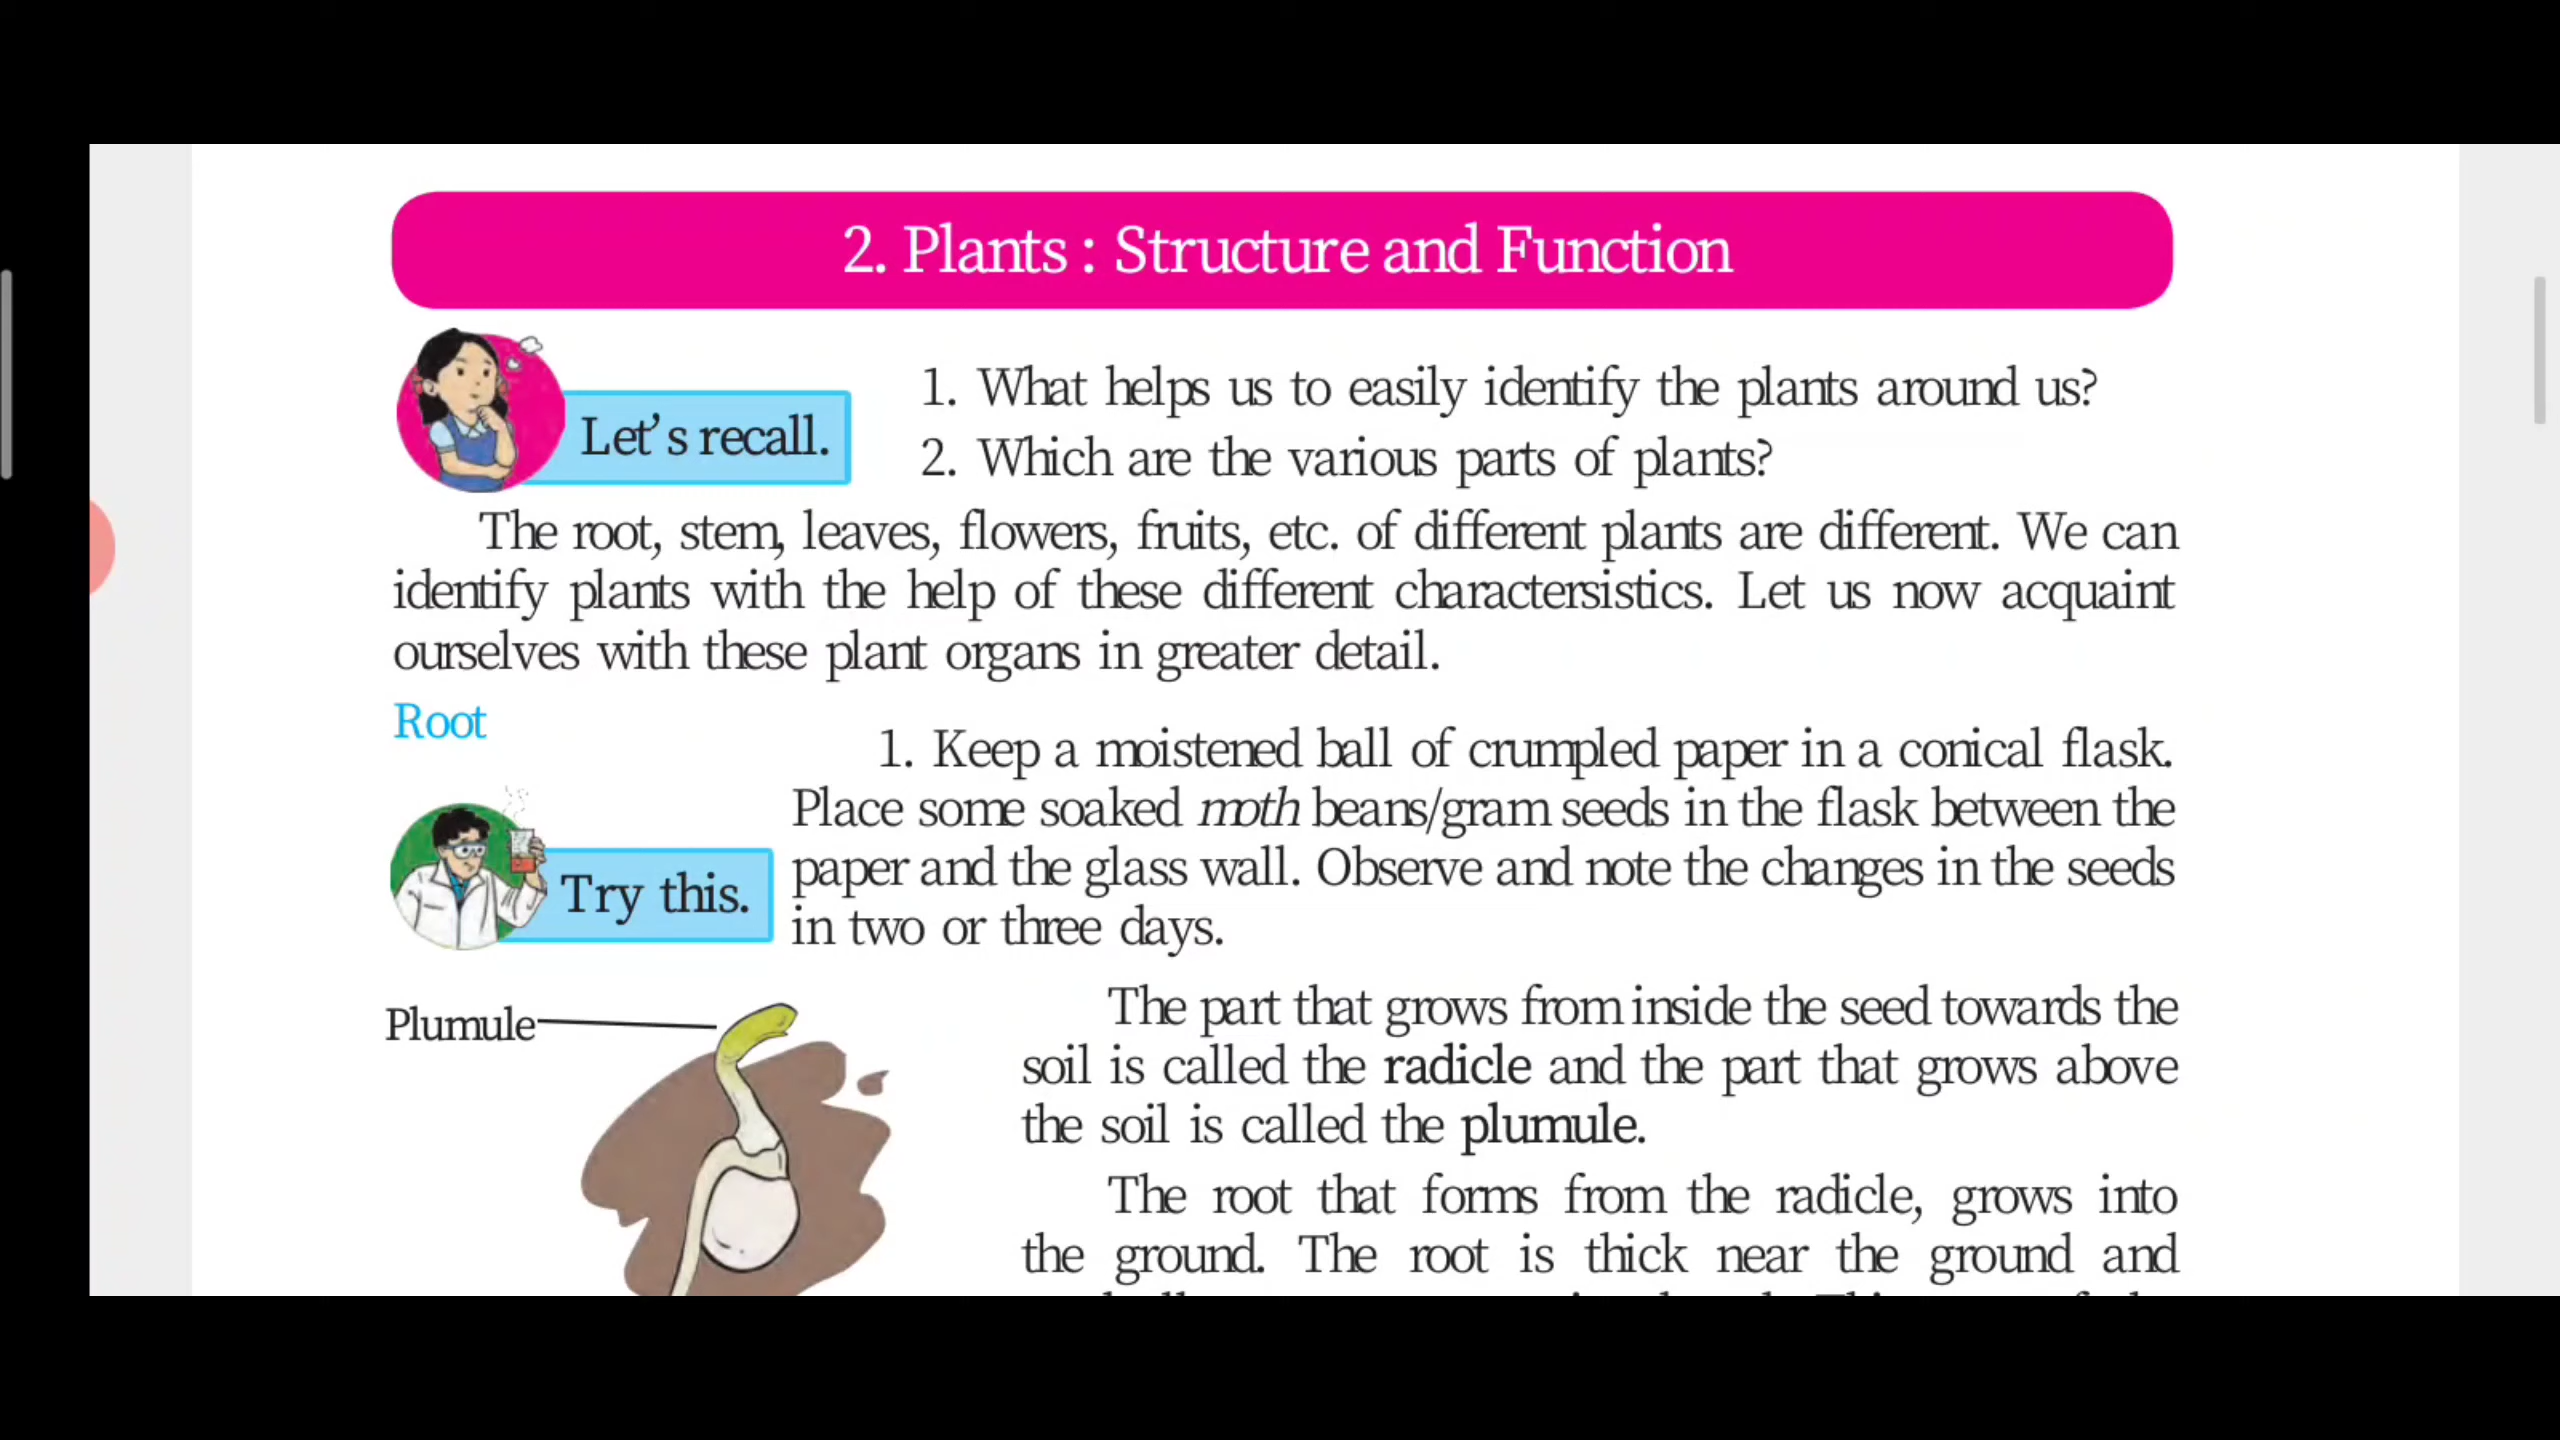 2. Plants : Structure and Function
Let's recall.
1. What helps us to easily identify the plants around us?
2. Which are the various parts of plants?
The root, stem, leaves, flowers, fruits, etc. of different plants are different. We can
identify plants with the help of these different charactersistics. Let us now acquaint
ourselves with these plant organs in greater detail.
Root
Try this.
1. Keep a moistened ball of crumpled paper in a conical flask.
Place some soaked moth beans/gram seeds in the flask between the
paper and the glass wall. Observe and note the changes in the seeds
in two or three days.
Plumule
The part that grows from inside the seed towards the
soil is called the radicle and the part that grows above
the soil is called the plumule.
The root that forms from the radicle, grows into
the ground. The root is thick near the ground and